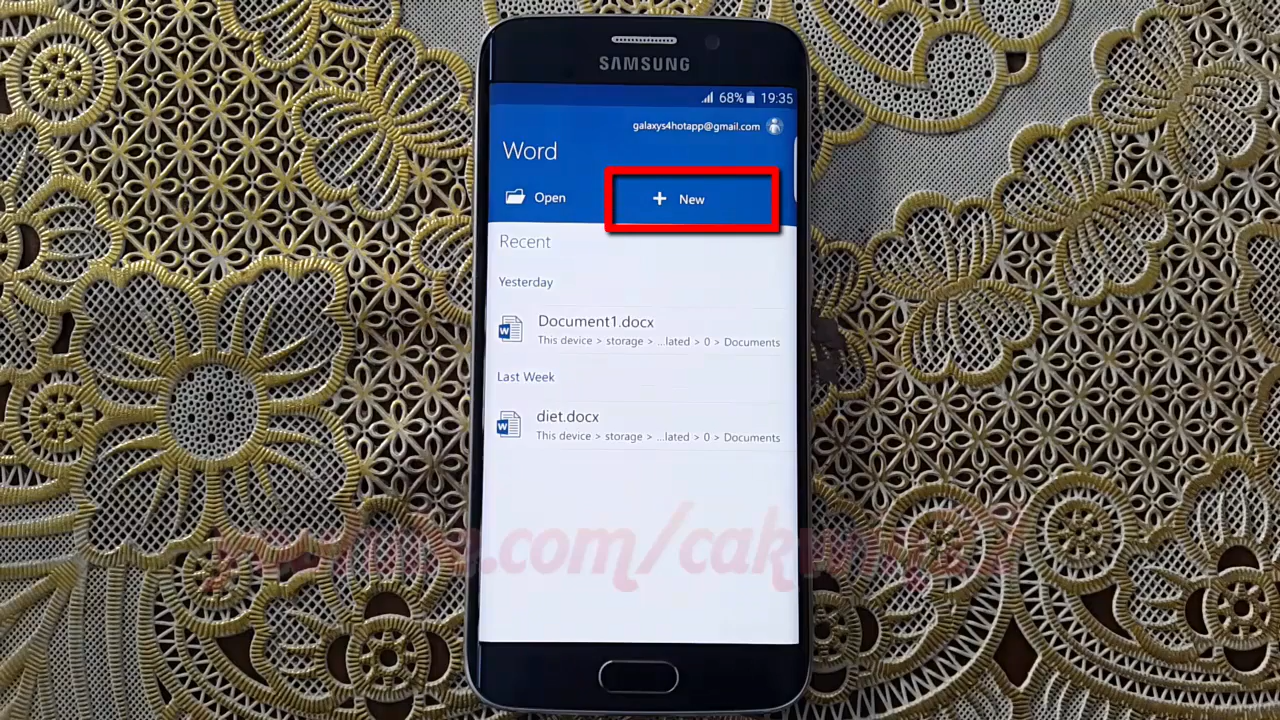 SAMSUNG
68% 19:35
galaxys4hotapp@gmail.com
Word
Open
+ New
Recent
Yesterday
Document1.docx
This device > storage > ...lated > 0 > Documents
Last Week
diet.docx
This device > storage > ...lated > 0 > Documents